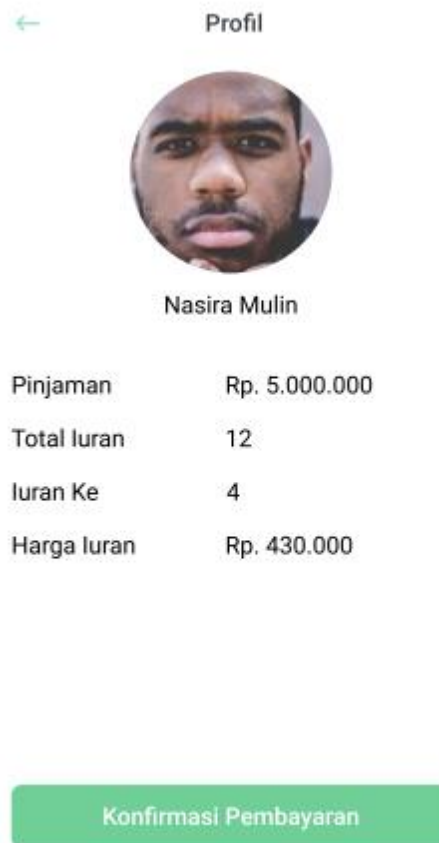 Profil
Nasira Mulin
Pinjaman Rp. 5.000.000
Total Iuran 12
Iuran Ke 4
Harga Iuran Rp. 430.000
Konfirmasi Pembayaran